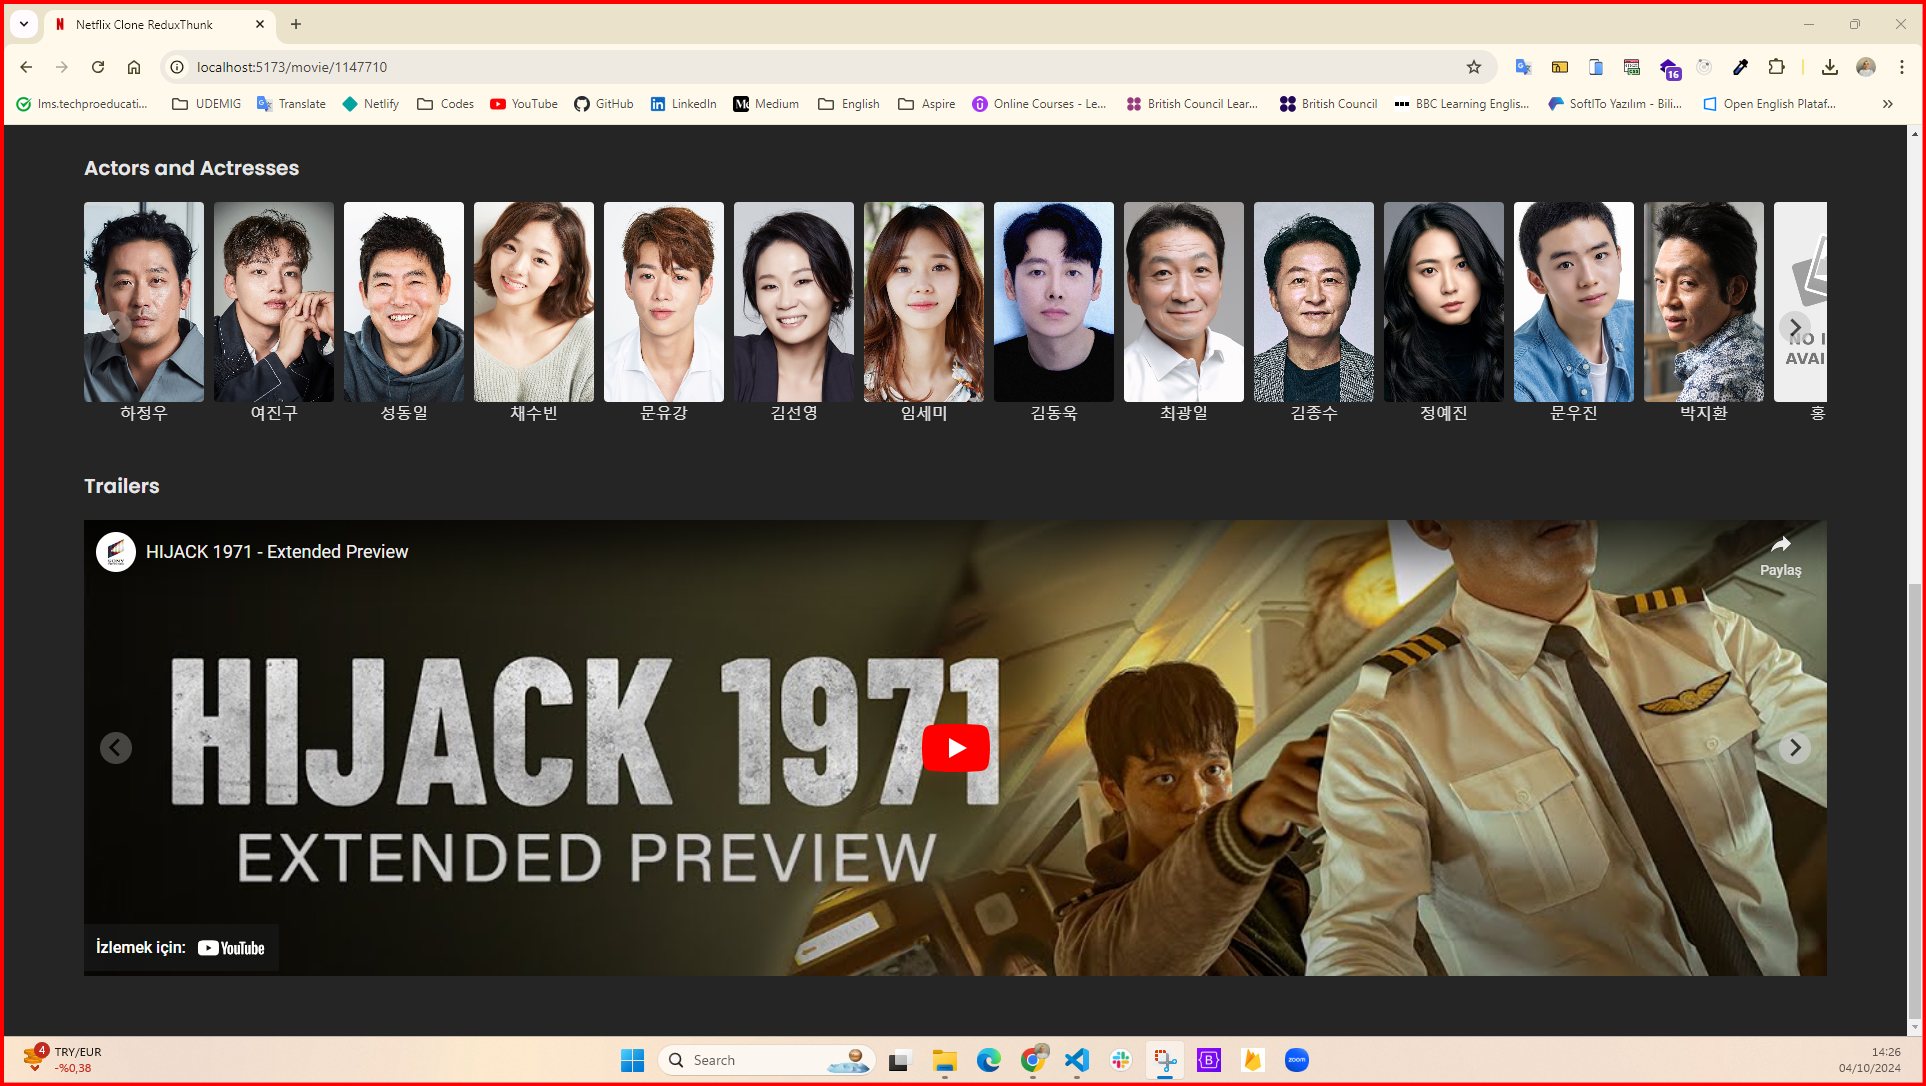 Netflix Clone ReduxThunk
localhost:5173/movie/1147710
16
lms.techproeducati...
UDEMIG
Translate
Netlify
Codes
YouTube
GitHub
LinkedIn
Medium
English
Aspire
Online Courses - Le...
British Council Lear...
British Council
BBC Learning Englis...
SoftITo Yazılım - Bili...
Open English Plataf...
Actors and Actresses
NO I
AVAI
하정우
여진구
성동일
채수빈
문유강
김선영
임세미
김동욱
최광일
김종수
정예진
문우진
박지환
홍
Trailers
HIJACK 1971 - Extended Preview
Paylaş
HIJACK 1971
EXTENDED PREVIEW
İzlemek için: YouTube
4
TRY/EUR
-%0,38
Search
zoom
14:26
04/10/2024